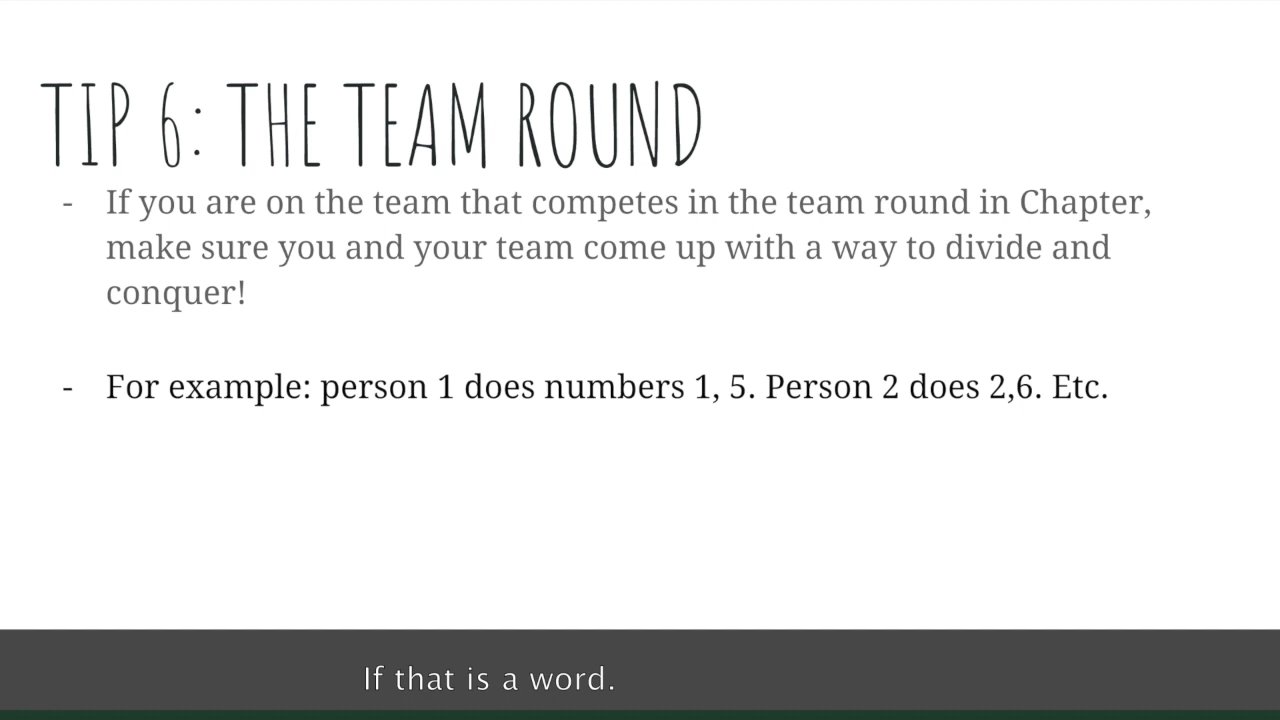 TIP 6: THE TEAM ROUND
- If you are on the team that competes in the team round in Chapter,
make sure you and your team come up with a way to divide and
conquer!
- For example: person 1 does numbers 1, 5. Person 2 does 2,6. Etc.
If that is a word.